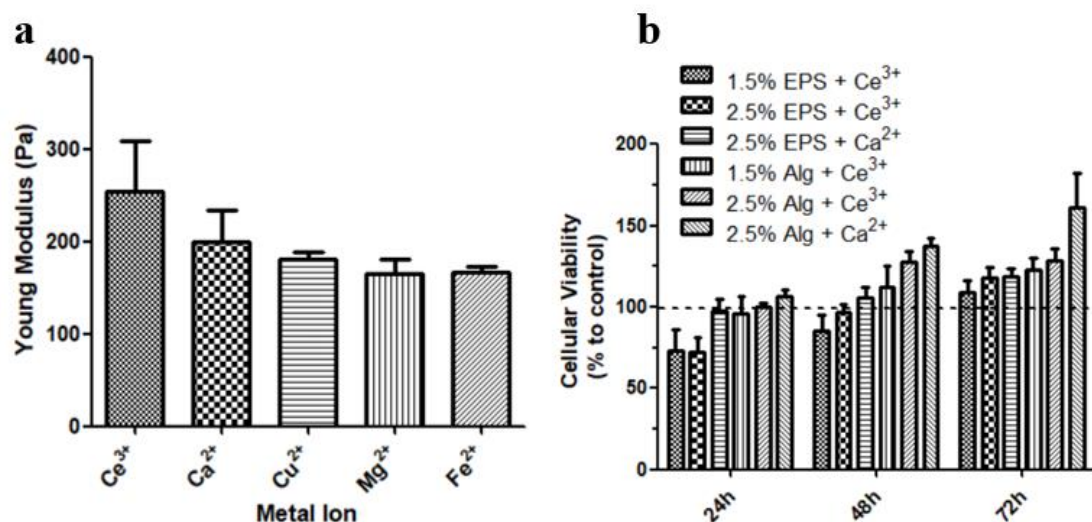 a
Young Modulus (Pa)
400
300
200
100
0
Ce³⁺
Ca²⁺
Cu²⁺
Mg²⁺
Fe²⁺
Metal Ion
b
1.5% EPS + Ce³⁺
2.5% EPS + Ce³⁺
2.5% EPS + Ca²⁺
1.5% Alg + Ce³⁺
2.5% Alg + Ce³⁺
2.5% Alg + Ca²⁺
Cellular Viability
(% to control)
200
150
100
50
0
24h
48h
72h